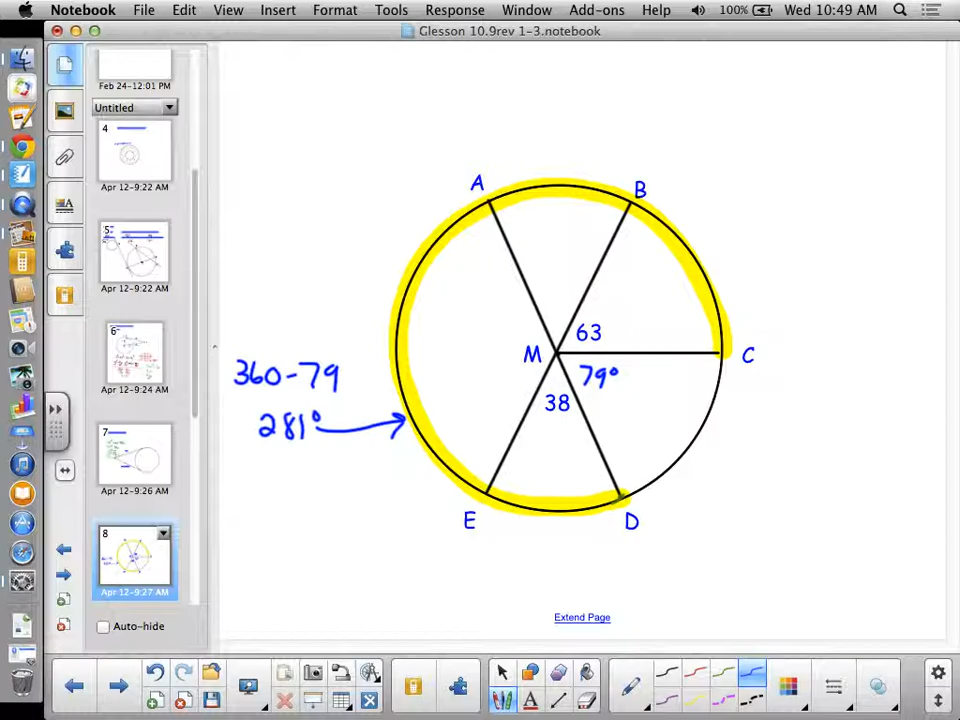 Notebook File Edit View Insert Format Tools Response Window Add-ons Help 100% Wed 10:49 AM
Glesson 10.9rev 1-3.notebook
Feb 24-12:01 PM
Untitled
4
Apr 12-9:22 AM
5
Apr 12-9:22 AM
6
Apr 12-9:24 AM
7
Apr 12-9:26 AM
8
Apr 12-9:27 AM
Auto-hide
A
B
63
M
C
360-79
79°
38
281°
E
D
Extend Page